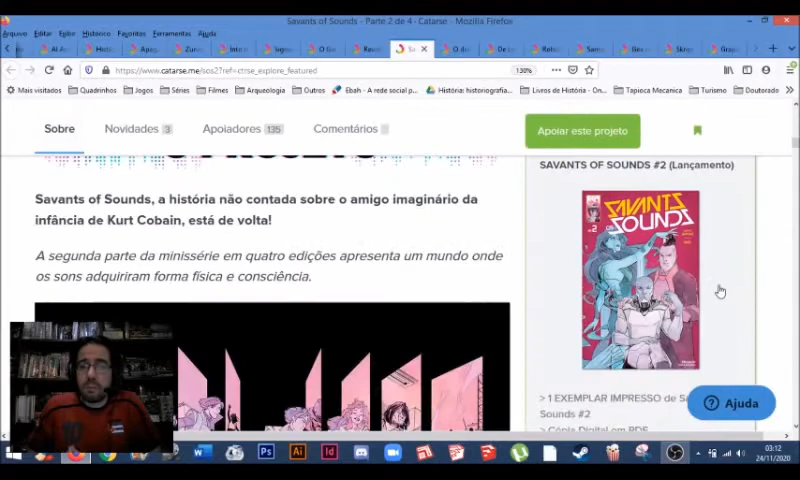 Savants of Sounds - Parte 2 de 4 - Catarse - Mozilla Firefox
Arquivo Editar Exibir Histórico Favoritos Ferramentas Ajuda
https://www.catarse.me/sos2?ref=ctrse_explore_featured
130%
Mais visitados Quadrinhos Jogos Séries Filmes Arqueologia Outros Ebah - A rede social p... História: historiografia... Livros de História - On... Tapioca Mecanica Turismo Doutorado
Sobre Novidades 3 Apoiadores 135 Comentários
Apoiar este projeto
Savants of Sounds, a história não contada sobre o amigo imaginário da
infância de Kurt Cobain, está de volta!
A segunda parte da minissérie em quatro edições apresenta um mundo onde
os sons adquiriram forma física e consciência.
SAVANTS OF SOUNDS #2 (Lançamento)
SAVANTS
OF SOUNDS
> 1 EXEMPLAR IMPRESSO de
Sounds #2
> Cópia Digital em PDF
Ajuda
03:12
24/11/2020